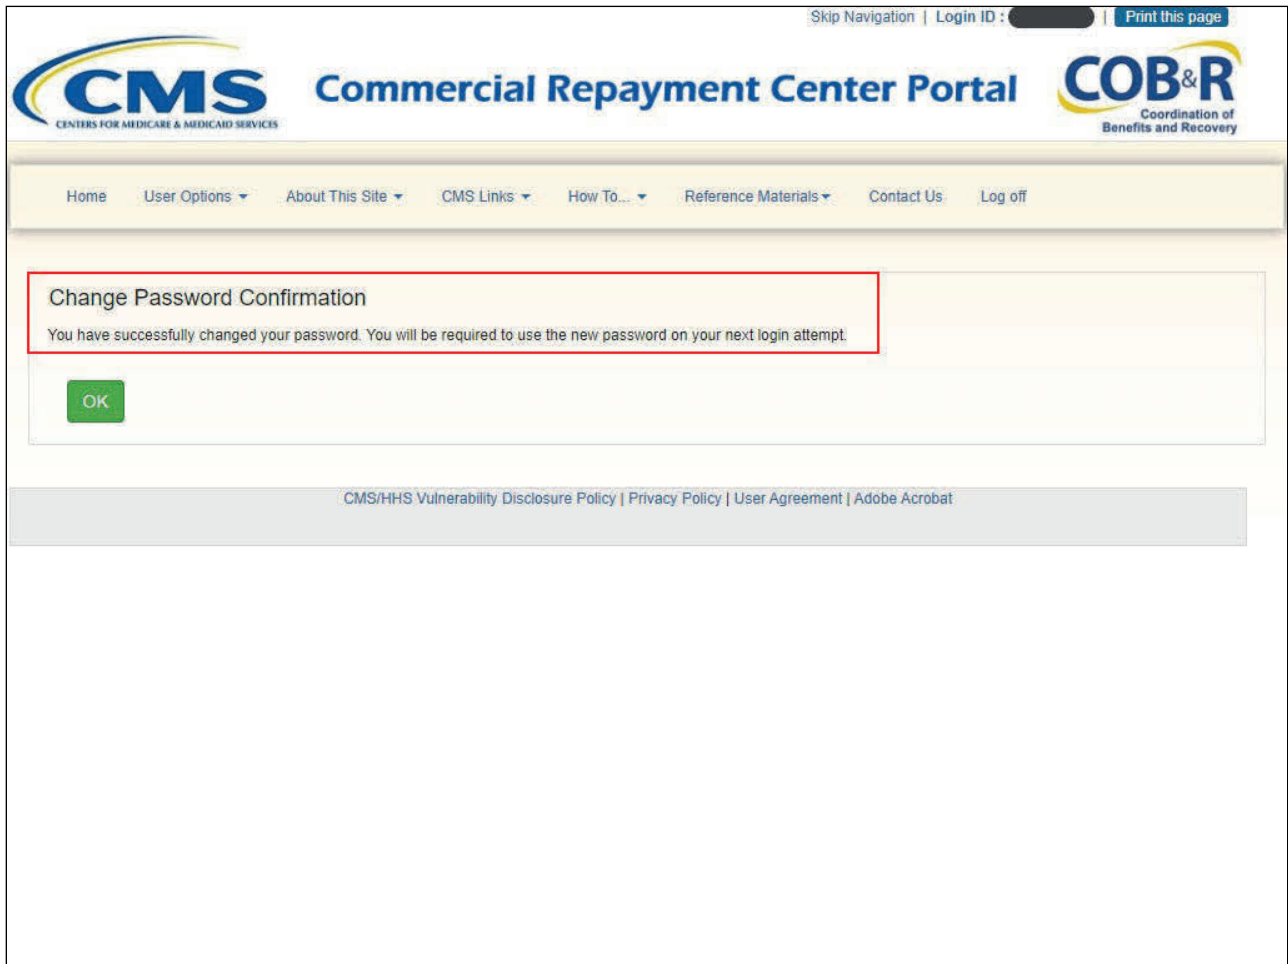 Skip Navigation | Login ID : | Print this page
CMS
CENTERS FOR MEDICARE & MEDICAID SERVICES
Commercial Repayment Center Portal
COB&R
Coordination of
Benefits and Recovery
Home User Options About This Site CMS Links How To... Reference Materials Contact Us Log off
Change Password Confirmation
You have successfully changed your password. You will be required to use the new password on your next login attempt.
OK
CMS/HHS Vulnerability Disclosure Policy | Privacy Policy | User Agreement | Adobe Acrobat